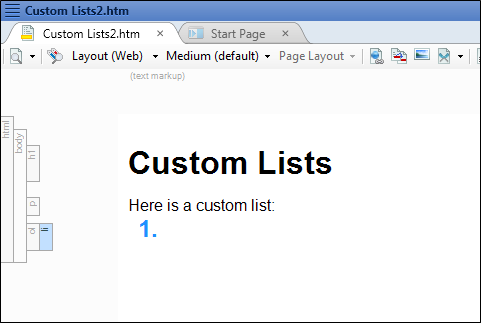 Custom Lists2.htm
Custom Lists2.htm × Start Page ×
Layout (Web) Medium (default) Page Layout
(text markup)
html
body
h1
p
ol
li
Custom Lists
Here is a custom list:
1.